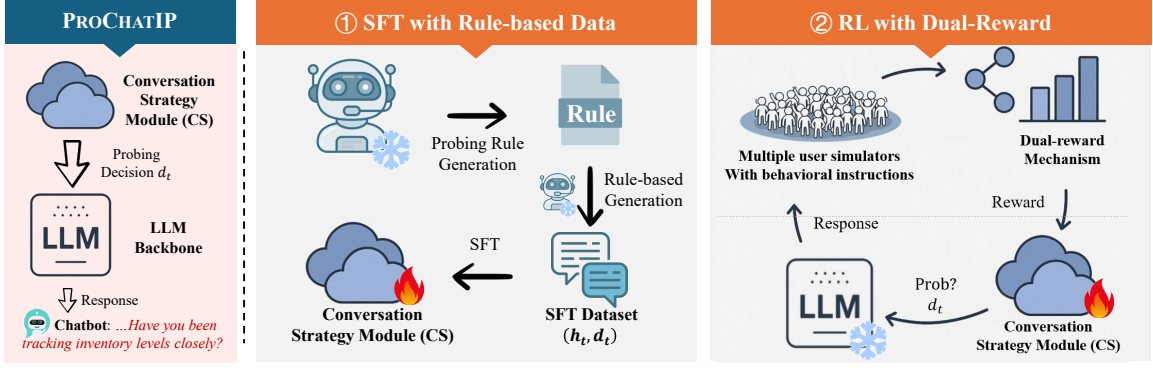 PROCHATIP
Conversation
Strategy
Module (CS)
Probing
Decision d_t
LLM
LLM
Backbone
Response
Chatbot: ...Have you been
tracking inventory levels closely?
① SFT with Rule-based Data
Rule
Probing Rule
Generation
Rule-based
Generation
SFT
Conversation
Strategy Module (CS)
SFT Dataset
(h_t, d_t)
② RL with Dual-Reward
Multiple user simulators
With behavioral instructions
Dual-reward
Mechanism
Reward
Response
LLM
Prob?
d_t
Conversation
Strategy Module (CS)